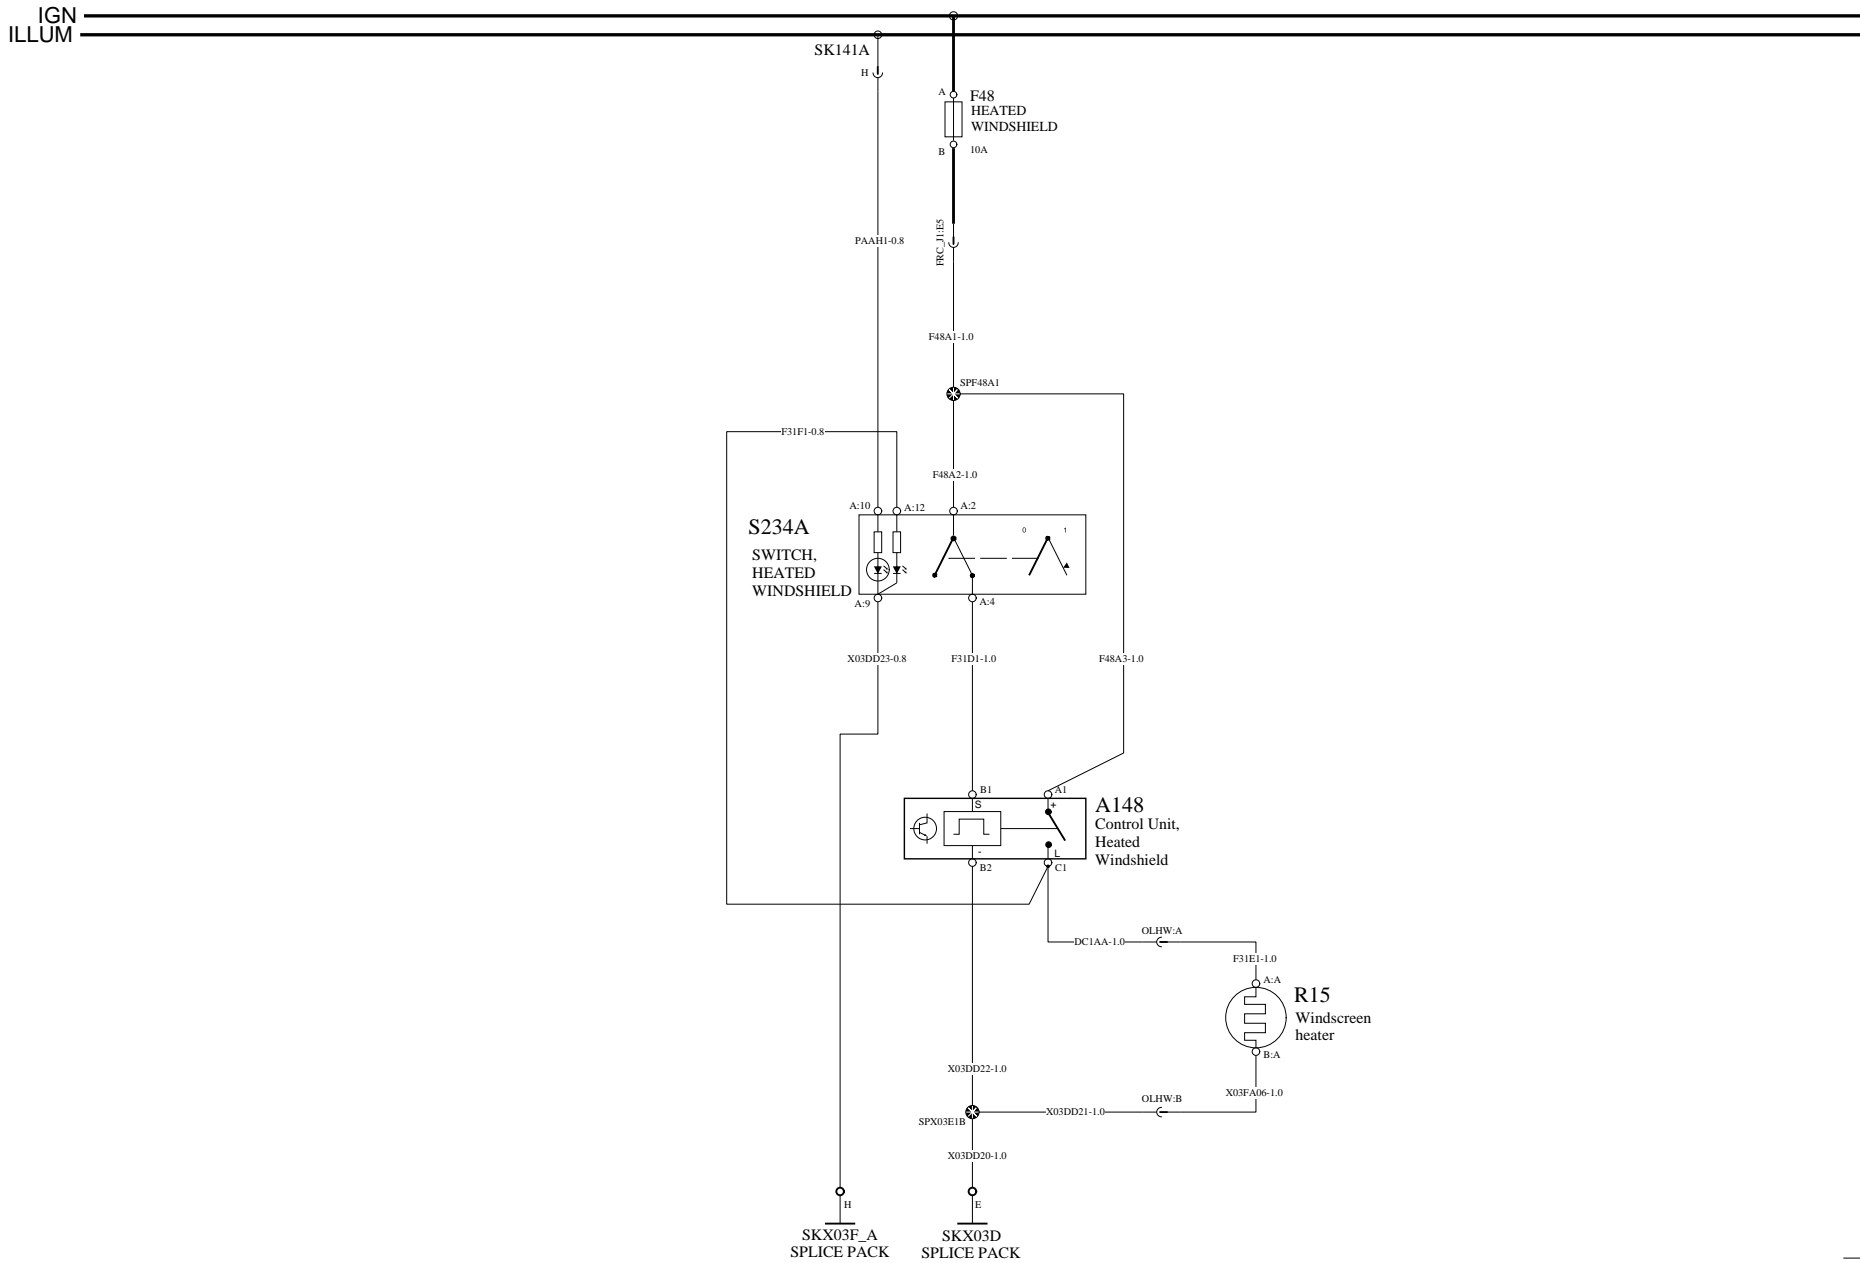 IGN
ILLUM
SK141A
H
A
F48
HEATED
WINDSHIELD
B
10A
PAAH1-0.8
FRC_J1:E5
F48A1-1.0
SPF48A1
F31F1-0.8
F48A2-1.0
A:10
A:12
A:2
S234A
SWITCH,
HEATED
WINDSHIELD
0
1
A:9
A:4
X03DD23-0.8
F31D1-1.0
F48A3-1.0
B1
A1
S
+
A148
Control Unit,
Heated
Windshield
-
L
B2
C1
DC1AA-1.0
OLHW:A
F31E1-1.0
A:A
R15
Windscreen
heater
B:A
X03DD22-1.0
X03FA06-1.0
OLHW:B
X03DD21-1.0
SPX03E1B
X03DD20-1.0
H
E
SKX03F_A
SPLICE PACK
SKX03D
SPLICE PACK